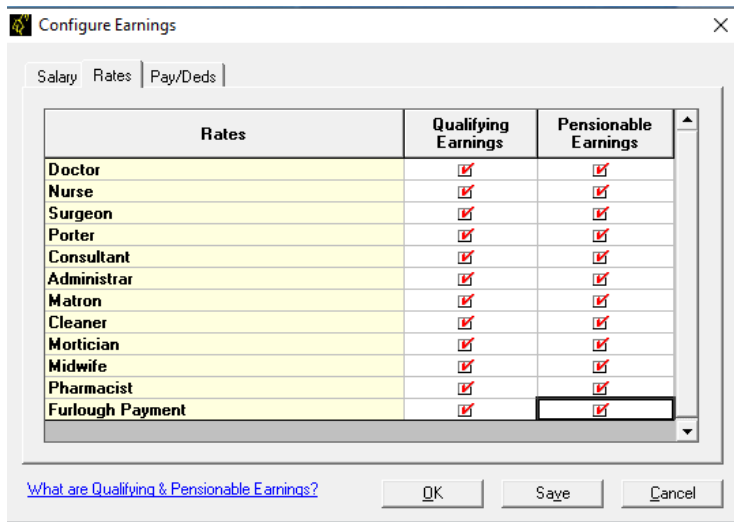 Configure Earnings
Salary Rates Pay/Deds
Rates Qualifying Earnings Pensionable Earnings
Doctor
Nurse
Surgeon
Porter
Consultant
Administrar
Matron
Cleaner
Mortician
Midwife
Pharmacist
Furlough Payment
What are Qualifying & Pensionable Earnings? OK Save Cancel